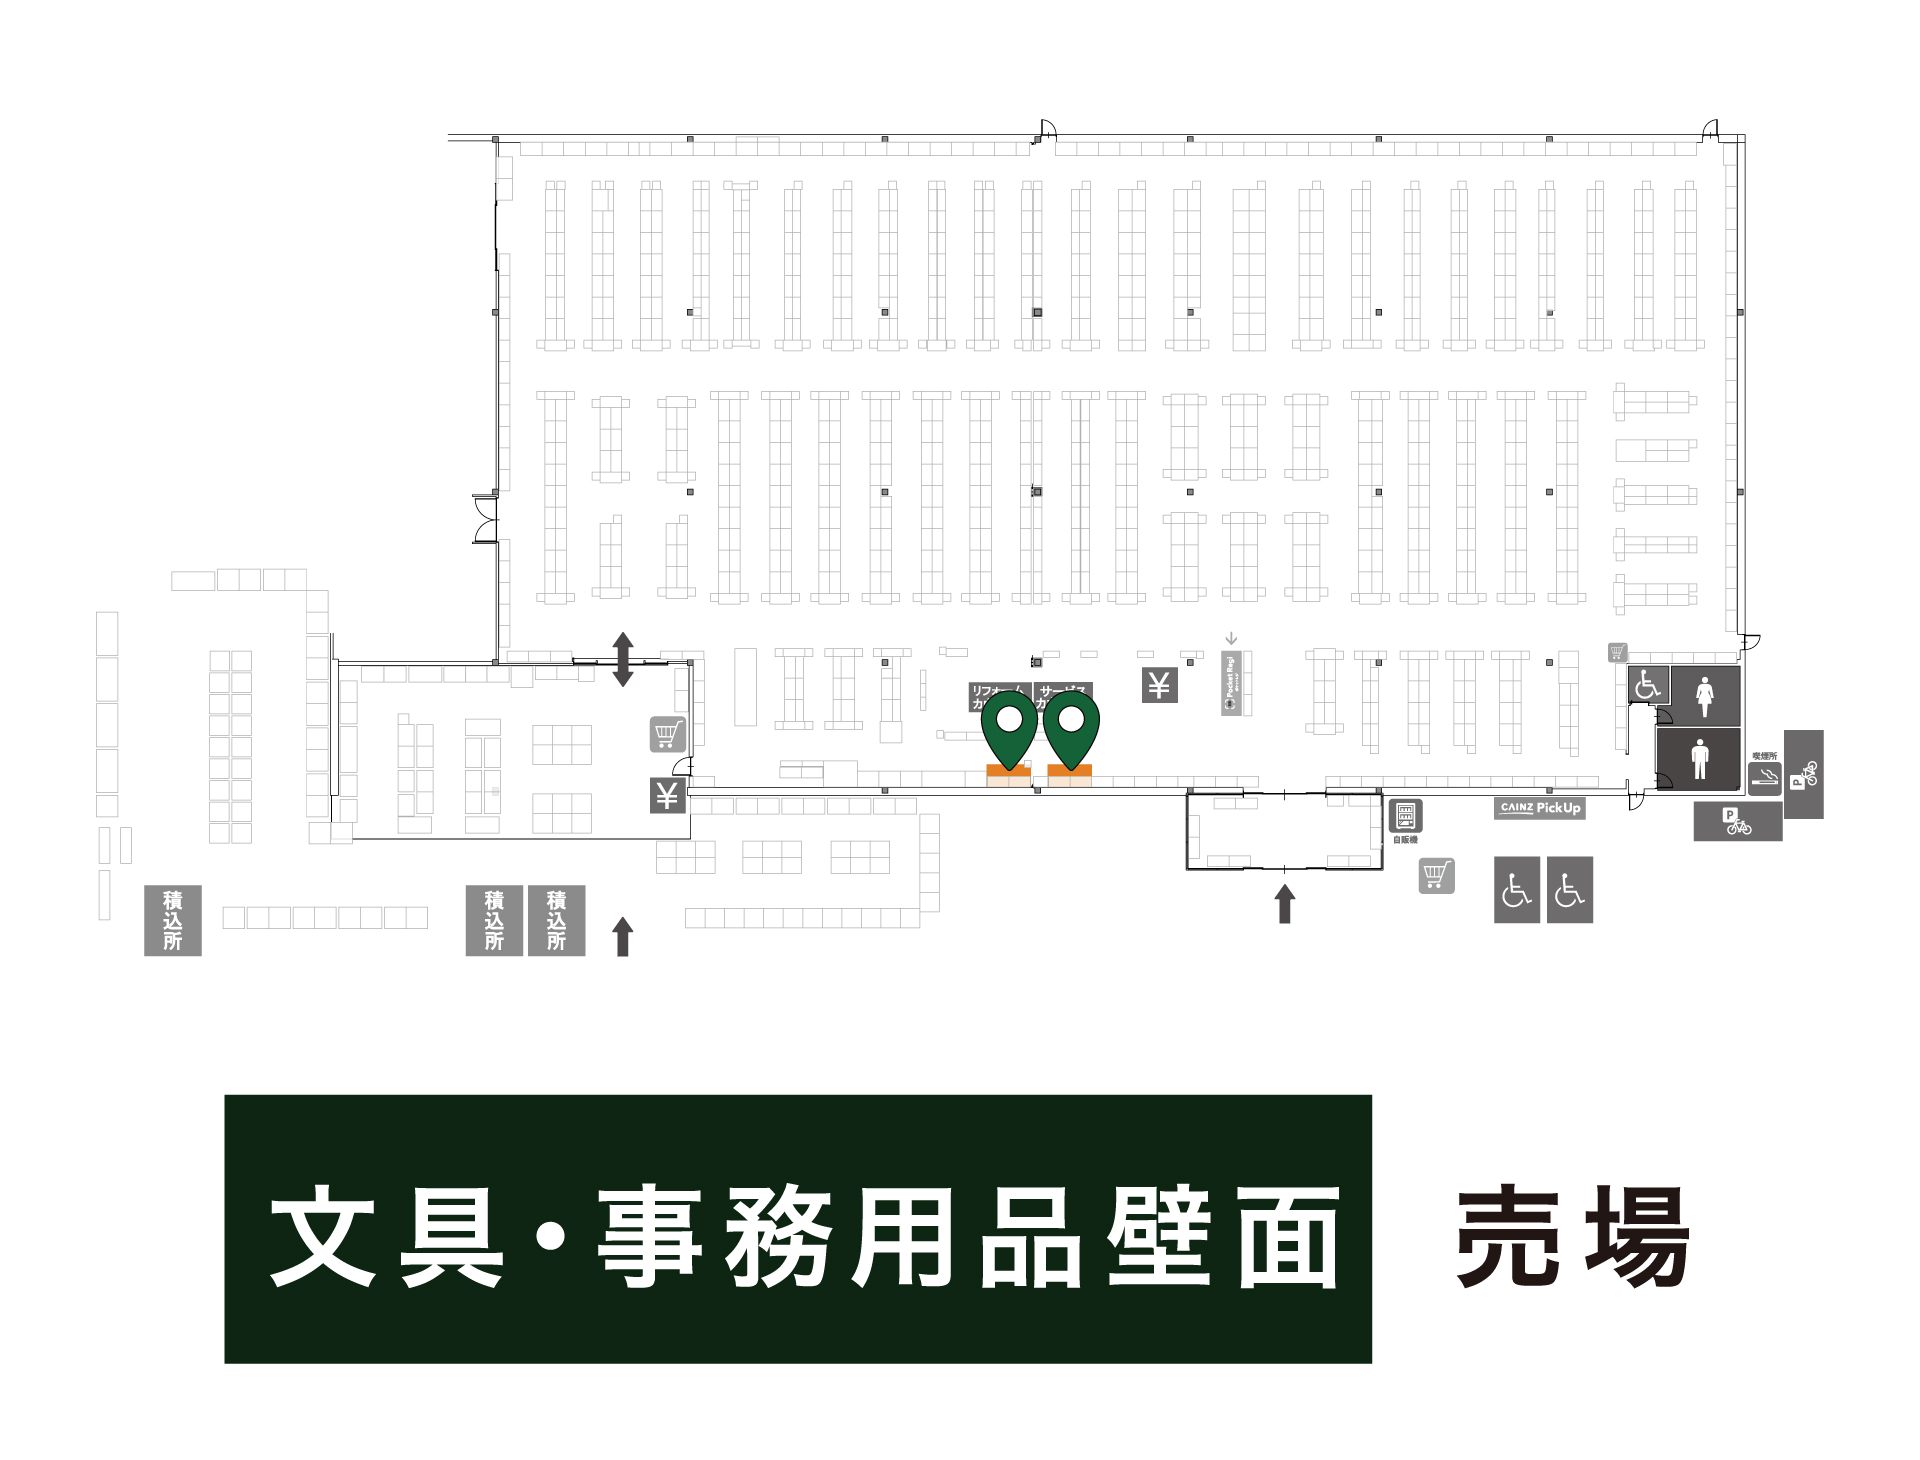 リフォーム
サービス
¥
Pocket Regi
¥
喫煙所
P
P
CAINZ PickUp
自販機
積込所
積込所
積込所
文具・事務用品壁面 売場